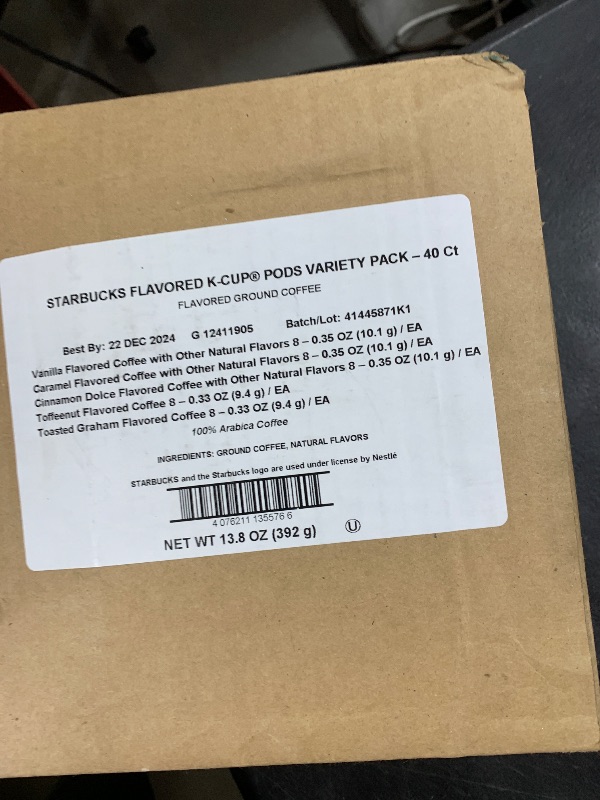 STARBUCKS FLAVORED K-CUP® PODS VARIETY PACK – 40 Ct
FLAVORED GROUND COFFEE
Best By: 22 DEC 2024 G 12411905 Batch/Lot: 41445871K1
Vanilla Flavored Coffee with Other Natural Flavors 8 – 0.35 OZ (10.1 g) / EA
Caramel Flavored Coffee with Other Natural Flavors 8 – 0.35 OZ (10.1 g) / EA
Cinnamon Dolce Flavored Coffee with Other Natural Flavors 8 – 0.35 OZ (10.1 g) / EA
Toffeenut Flavored Coffee 8 – 0.33 OZ (9.4 g) / EA
Toasted Graham Flavored Coffee 8 – 0.33 OZ (9.4 g) / EA
100% Arabica Coffee
INGREDIENTS: GROUND COFFEE, NATURAL FLAVORS
STARBUCKS and the Starbucks logo are used under license by Nestlé
4 076211 135576 6
NET WT 13.8 OZ (392 g) U